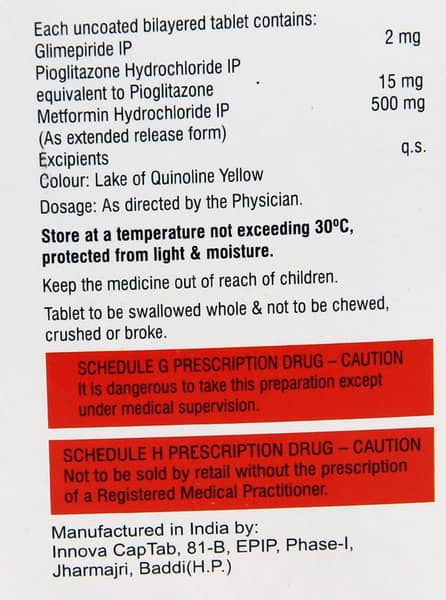 Each uncoated bilayered tablet contains:
Glimepiride IP 2 mg
Pioglitazone Hydrochloride IP
equivalent to Pioglitazone 15 mg
Metformin Hydrochloride IP 500 mg
(As extended release form)
Excipients q.s.
Colour: Lake of Quinoline Yellow
Dosage: As directed by the Physician.
Store at a temperature not exceeding 30ºC,
protected from light & moisture.
Keep the medicine out of reach of children.
Tablet to be swallowed whole & not to be chewed,
crushed or broke.
SCHEDULE G PRESCRIPTION DRUG – CAUTION
It is dangerous to take this preparation except
under medical supervision.
SCHEDULE H PRESCRIPTION DRUG – CAUTION
Not to be sold by retail without the prescription
of a Registered Medical Practitioner.
Manufactured in India by:
Innova CapTab, 81-B, EPIP, Phase-I,
Jharmajri, Baddi(H.P.)